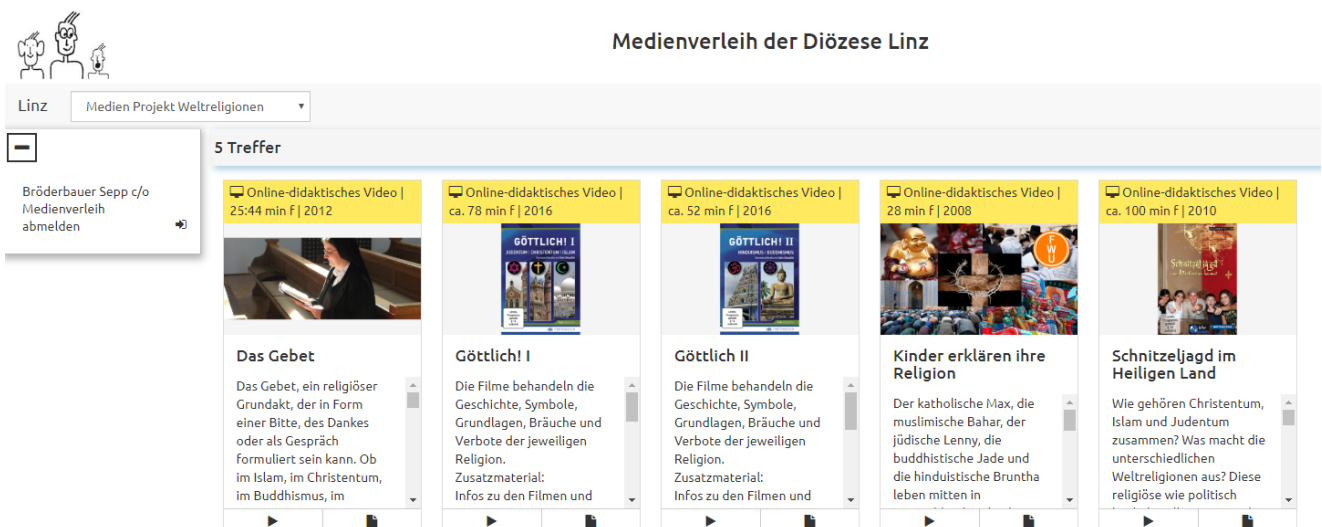 Medienverleih der Diözese Linz
Linz
Medien Projekt Weltreligionen
5 Treffer
Bröderbauer Sepp c/o
Medienverleih
abmelden
Online-didaktisches Video |
25:44 min f | 2012
Das Gebet
Das Gebet, ein religiöser
Grundakt, der in Form
einer Bitte, des Dankes
oder als Gespräch
formuliert sein kann. Ob
im Islam, im Christentum,
im Buddhismus, im
Online-didaktisches Video |
ca. 78 min f | 2016
GÖTTLICH! I
JUDENTUM | CHRISTENTUM | ISLAM
Göttlich! I
Die Filme behandeln die
Geschichte, Symbole,
Grundlagen, Bräuche und
Verbote der jeweiligen
Religion.
Zusatzmaterial:
Infos zu den Filmen und
Online-didaktisches Video |
ca. 52 min f | 2016
GÖTTLICH! II
HINDUISMUS | BUDDHISMUS
Göttlich II
Die Filme behandeln die
Geschichte, Symbole,
Grundlagen, Bräuche und
Verbote der jeweiligen
Religion.
Zusatzmaterial:
Infos zu den Filmen und
Online-didaktisches Video |
28 min f | 2008
FWU
Kinder erklären ihre
Religion
Der katholische Max, die
muslimische Bahar, der
jüdische Lenny, die
buddhistische Jade und
die hinduistische Bruntha
leben mitten in
Online-didaktisches Video |
ca. 100 min f | 2010
Schnitzeljagd
Schnitzeljagd im
Heiligen Land
Wie gehören Christentum,
Islam und Judentum
zusammen? Was macht die
unterschiedlichen
Weltreligionen aus? Diese
religiöse wie politisch